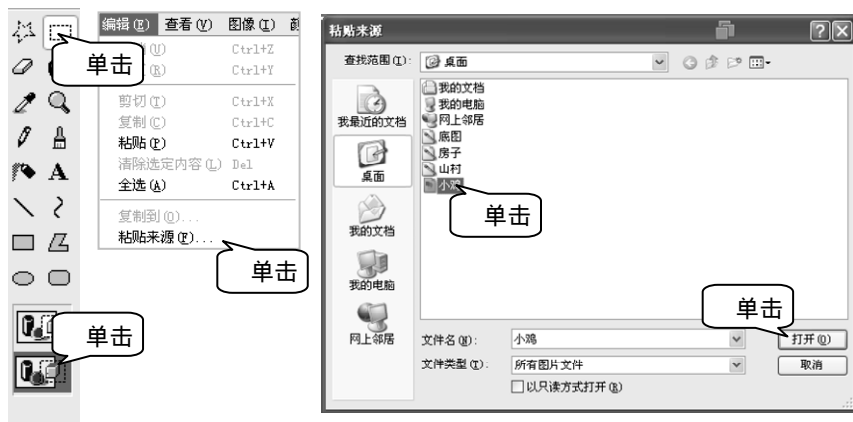 单击
单击
A
编辑(E) 查看(V) 图像(I)
(U) Ctrl+Z
(R) Ctrl+Y
剪切(T) Ctrl+X
复制(C) Ctrl+C
粘贴(P) Ctrl+V
清除选定内容(L) Del
全选(A) Ctrl+A
复制到(O)...
粘贴来源(F)...
单击
粘贴来源
查找范围(I): 桌面
我最近的文档
桌面
我的文档
我的电脑
网上邻居
我的文档
我的电脑
网上邻居
底图
房子
山村
小鸡
单击
单击
文件名(N): 小鸡 打开(O)
文件类型(T): 所有图片文件 取消
以只读方式打开(R)